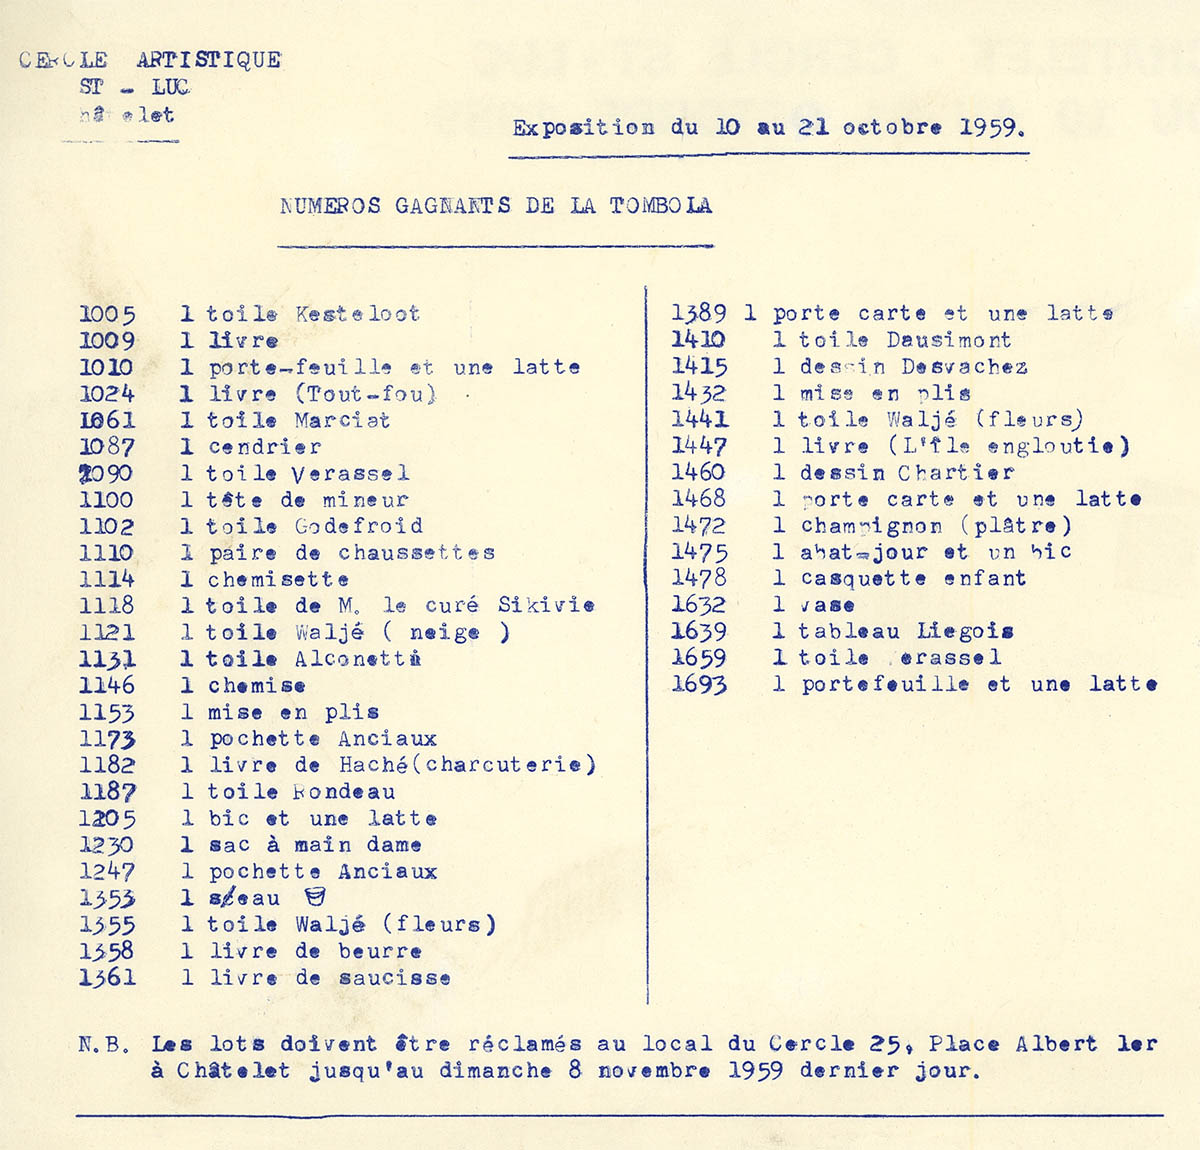 CERCLE ARTISTIQUE
ST - LUC
Châtelet
Exposition du 10 au 21 octobre 1959.
NUMEROS GAGNANTS DE LA TOMBOLA
1005 1 toile Kesteloot
1009 1 livre
1010 1 porte-feuille et une latte
1024 1 livre (Tout-fou)
1061 1 toile Marciat
1087 1 cendrier
1090 1 toile Verassel
1100 1 tête de mineur
1102 1 toile Godefroid
1110 1 paire de chaussettes
1114 1 chemisette
1118 1 toile de M. le curé Sikivie
1121 1 toile Waljé ( neige )
1131 1 toile
1146 1 chemise
1153 1 mise en plis
1173 1 pochette Anciaux
1182 1 livre de Haché(charcuterie)
1187 1 toile Rondeau
1205 1 bic et une latte
1230 1 sac à main dame
1247 1 pochette Anciaux
1353 1 seau
1355 1 toile Waljé (fleurs)
1358 1 livre de beurre
1361 1 livre de saucisse
1389 1 porte carte et une latte
1410 1 toile Dausimont
1415 1 dessin Desvachez
1432 1 mise en plis
1441 1 toile Waljé (fleurs)
1447 1 livre (L'île engloutie)
1460 1 dessin Chartier
1468 1 porte carte et une latte
1472 1 champignon (plâtre)
1475 1 abat-jour et un bic
1478 1 casquette enfant
1632 1 vase
1639 1 tableau Liegois
1659 1 toile Verassel
1693 1 portefeuille et une latte
N.B. Les lots doivent être réclamés au local du Cercle 25, Place Albert 1er
à Châtelet jusqu'au dimanche 8 novembre 1959 dernier jour.